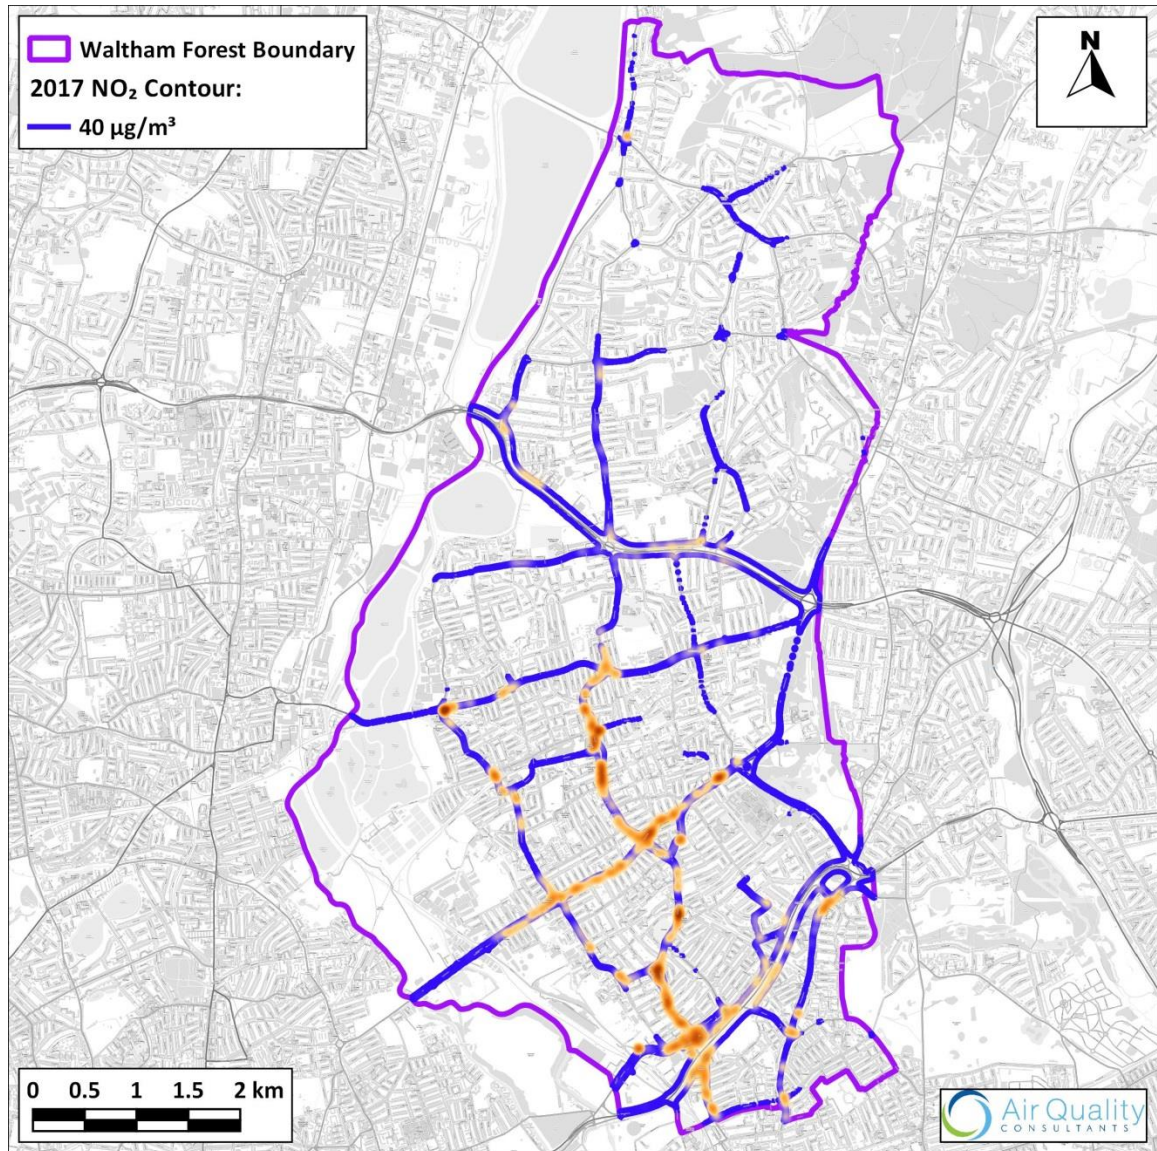 Waltham Forest Boundary
2017 NO₂ Contour:
40 µg/m³
N
0 0.5 1 1.5 2 km
Air Quality
CONSULTANTS